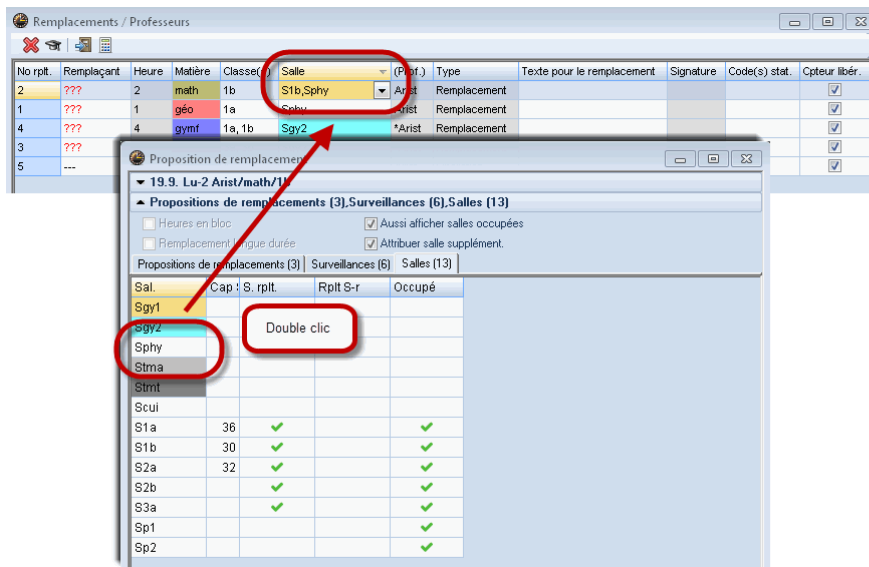 Remplacements / Professeurs
No rplt. Remplaçant Heure Matière Classe(s) Salle (Prof.) Type Texte pour le remplacement Signature Code(s) stat. Cpteur libér.
2 ??? 2 math 1b S1b,Sphy Arist Remplacement
1 ??? 1 géo 1a Sphy Arist Remplacement
4 ??? 4 gymf 1a, 1b Sgy2 *Arist Remplacement
3 ???
5 ---
Proposition de remplacement
19.9. Lu-2 Arist/math/1b
Propositions de remplacements (3),Surveillances (6),Salles (13)
Heures en bloc Aussi afficher salles occupées
Remplacement longue durée Attribuer salle supplément.
Propositions de remplacements (3) Surveillances (6) Salles (13)
Sal. Cap S. rplt. Rplt S-r Occupé
Sgy1
Sgy2
Double clic
Sphy
Stma
Stmt
Scui
S1a 36
S1b 30
S2a 32
S2b
S3a
Sp1
Sp2